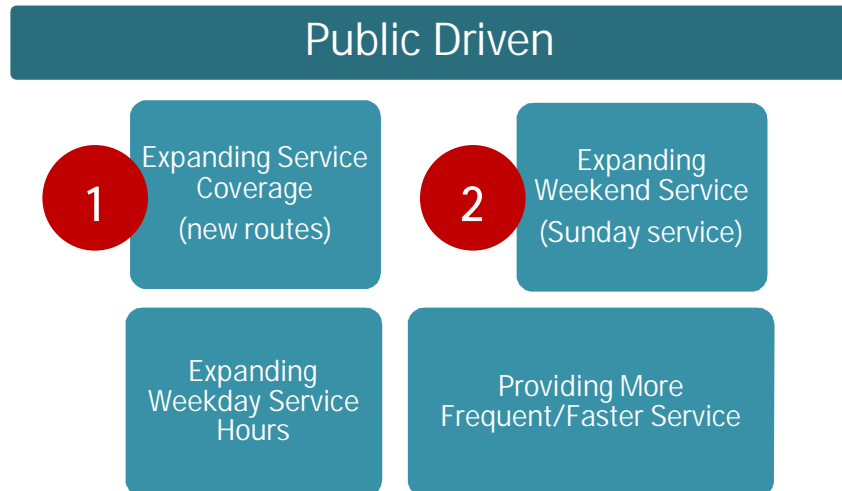 Public Driven
1
Expanding Service
Coverage
(new routes)
2
Expanding
Weekend Service
(Sunday service)
Expanding
Weekday Service
Hours
Providing More
Frequent/Faster Service